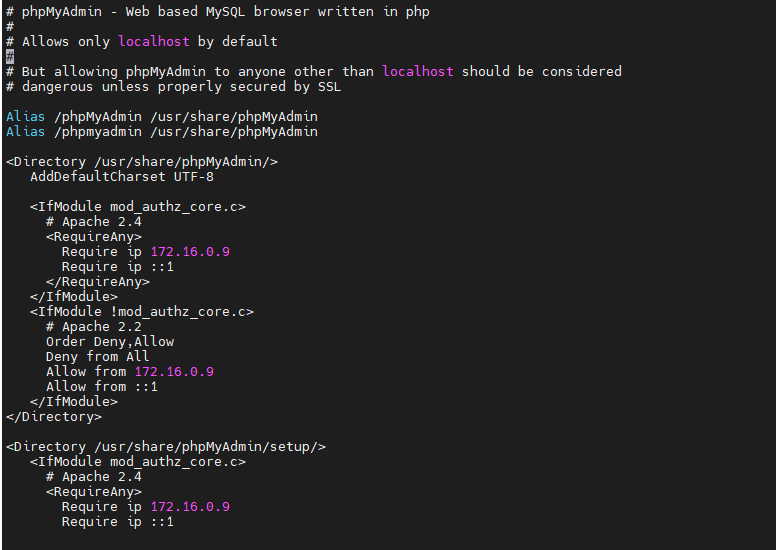 # phpMyAdmin - Web based MySQL browser written in php
#
# Allows only localhost by default
#
# But allowing phpMyAdmin to anyone other than localhost should be considered
# dangerous unless properly secured by SSL

Alias /phpMyAdmin /usr/share/phpMyAdmin
Alias /phpmyadmin /usr/share/phpMyAdmin

<Directory /usr/share/phpMyAdmin/>
   AddDefaultCharset UTF-8

   <IfModule mod_authz_core.c>
     # Apache 2.4
     <RequireAny>
       Require ip 172.16.0.9
       Require ip ::1
     </RequireAny>
   </IfModule>
   <IfModule !mod_authz_core.c>
     # Apache 2.2
     Order Deny,Allow
     Deny from All
     Allow from 172.16.0.9
     Allow from ::1
   </IfModule>
</Directory>

<Directory /usr/share/phpMyAdmin/setup/>
   <IfModule mod_authz_core.c>
     # Apache 2.4
     <RequireAny>
       Require ip 172.16.0.9
       Require ip ::1